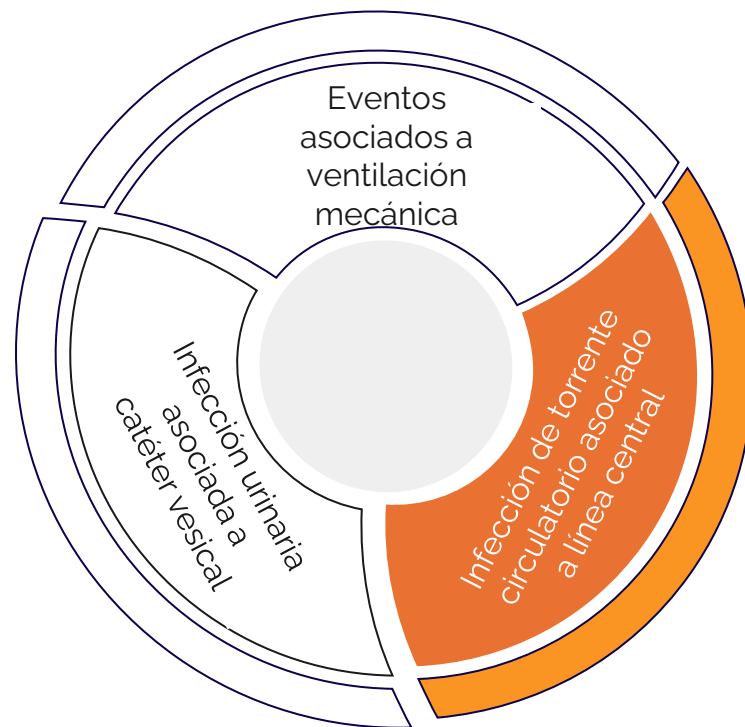 Eventos
asociados a
ventilación
mecánica
Infección de torrente
circulatorio asociado
a línea central
Infección urinaria
asociada a
catéter vesical